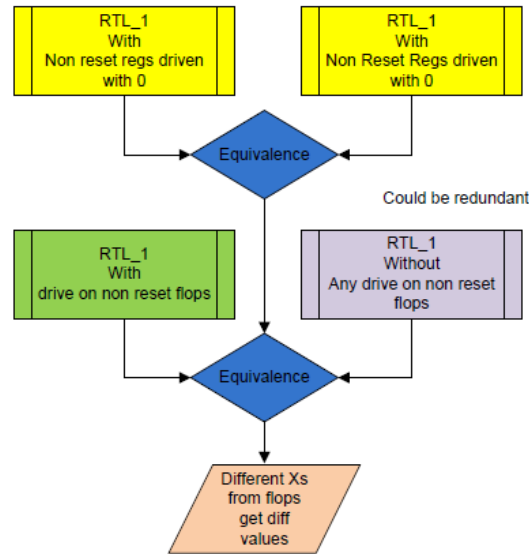 RTL_1
With
Non reset regs driven
with 0
RTL_1
With
Non Reset Regs driven
with 0
Equivalence
Could be redundant
RTL_1
With
drive on non reset flops
RTL_1
Without
Any drive on non reset
flops
Equivalence
Different Xs
from flops
get diff
values